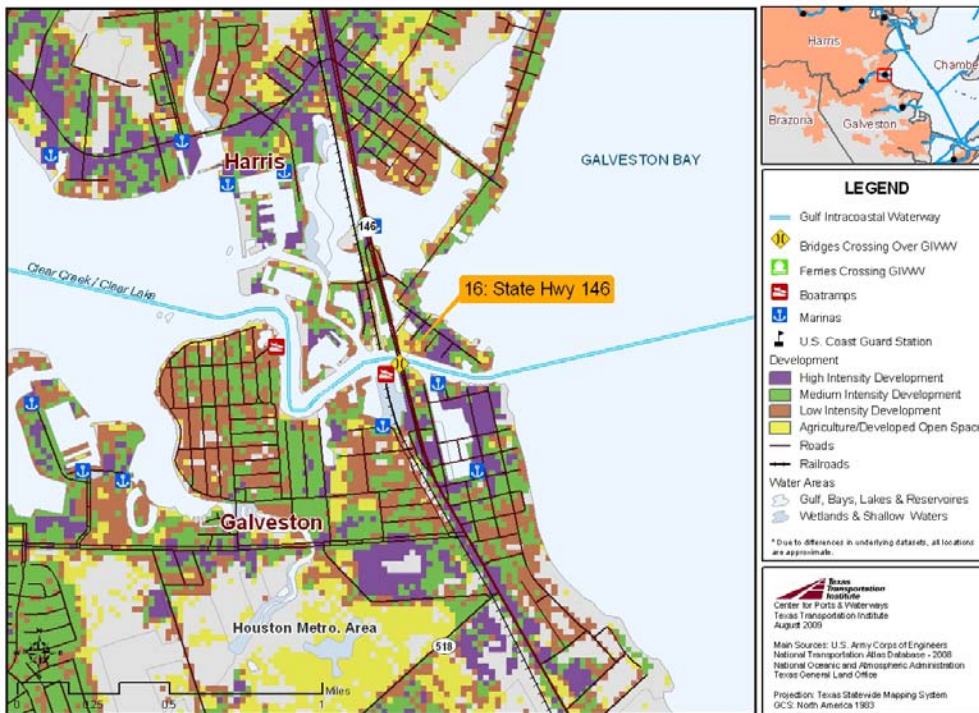 Harris
GALVESTON BAY
146
Clear Creek / Clear Lake
16: State Hwy 146
Galveston
Houston Metro. Area
518
0 0.25 0.5 1 Miles
Harris
Chambe
Brazoria
Galveston
LEGEND
Gulf Intracoastal Waterway
Bridges Crossing Over GIWW
Ferries Crossing GIWW
Boatramps
Marinas
U.S. Coast Guard Station
Development
High Intensity Development
Medium Intensity Development
Low Intensity Development
Agriculture/Developed Open Space
Roads
Railroads
Water Areas
Gulf, Bays, Lakes & Reservoires
Wetlands & Shallow Waters
* Due to differences in underlying datasets, all locations
are approximate.
Texas
Transportation
Institute
Center for Ports & Waterways
Texas Transportation Institute
August 2009
Main Sources: U.S. Army Corps of Engineers
National Transportation Atlas Database - 2008
National Oceanic and Atmospheric Administration
Texas General Land Office
Projection: Texas Statewide Mapping System
GCS: North America 1983